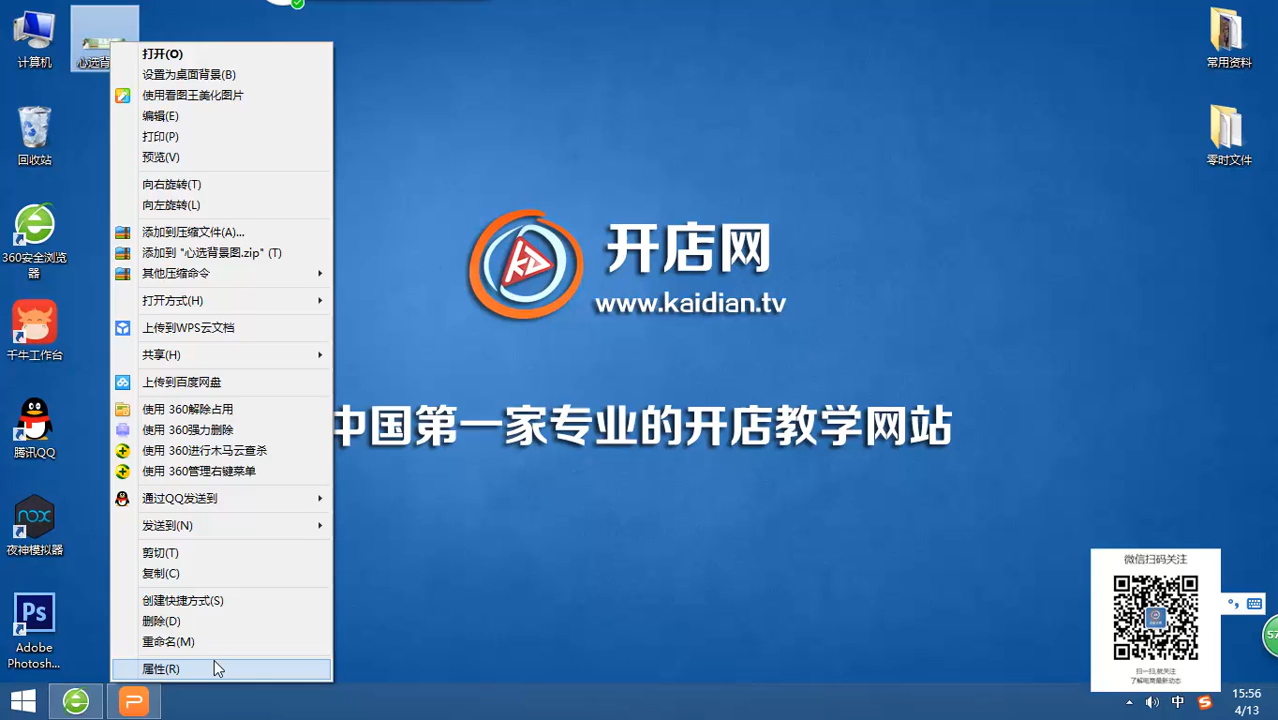 计算机
心选背
打开(O)
设置为桌面背景(B)
使用看图王美化图片
编辑(E)
打印(P)
预览(V)
向右旋转(T)
向左旋转(L)
添加到压缩文件(A)...
添加到 "心选背景图.zip" (T)
其他压缩命令
打开方式(H)
上传到WPS云文档
共享(H)
上传到百度网盘
使用 360解除占用
使用 360强力删除
使用 360进行木马云查杀
使用 360管理右键菜单
通过QQ发送到
发送到(N)
剪切(T)
复制(C)
创建快捷方式(S)
删除(D)
重命名(M)
属性(R)
回收站
360安全浏览
器
千牛工作台
腾讯QQ
nox
夜神模拟器
Ps
Adobe
Photosh...
开店网
www.kaidian.tv
中国第一家专业的开店教学网站
常用资料
零时文件
微信扫码关注
扫一扫,就关注
57
中
15:56
4/13